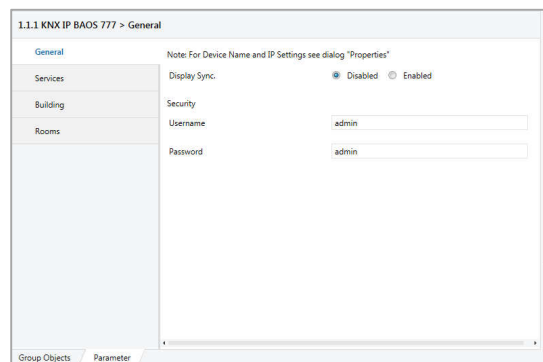 1.1.1 KNX IP BAOS 777 > General
General
Services
Building
Rooms
Note: For Device Name and IP Settings see dialog "Properties"
Display Sync. Disabled Enabled
Security
Username admin
Password admin
Group Objects Parameter